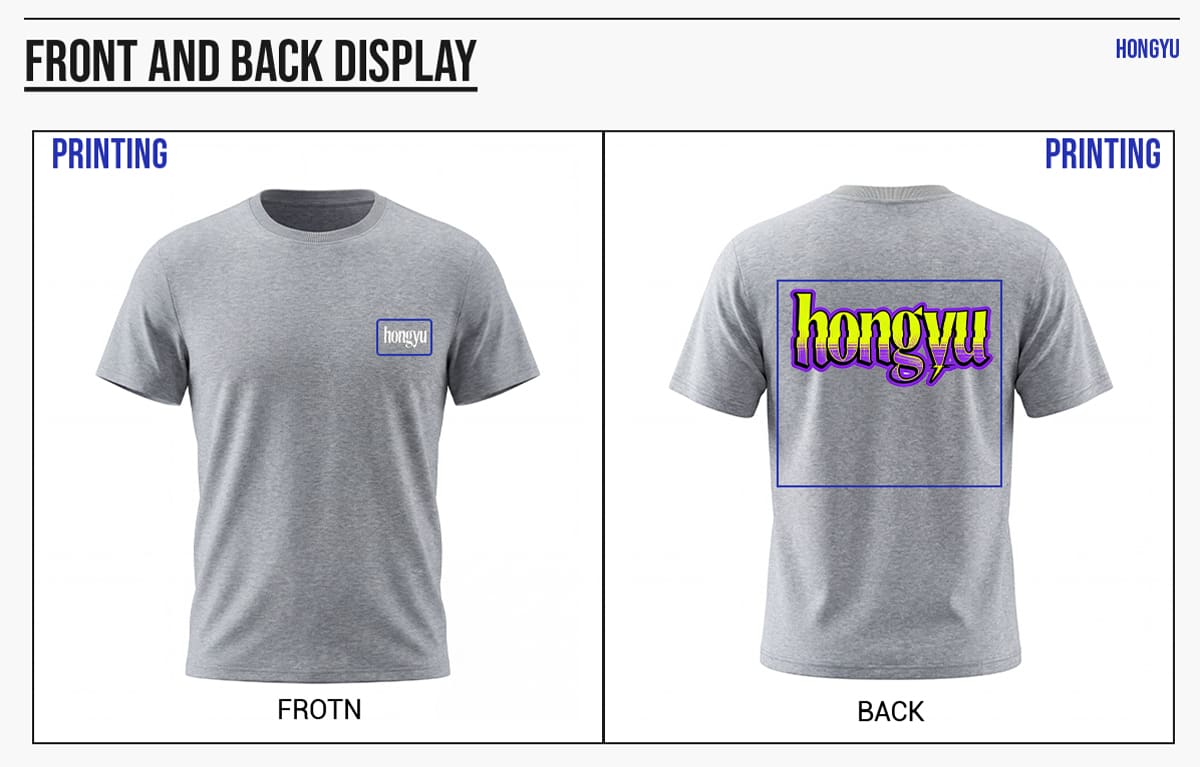 FRONT AND BACK DISPLAY
HONGYU
PRINTING
PRINTING
hongyu
hongyu
FROTN
BACK